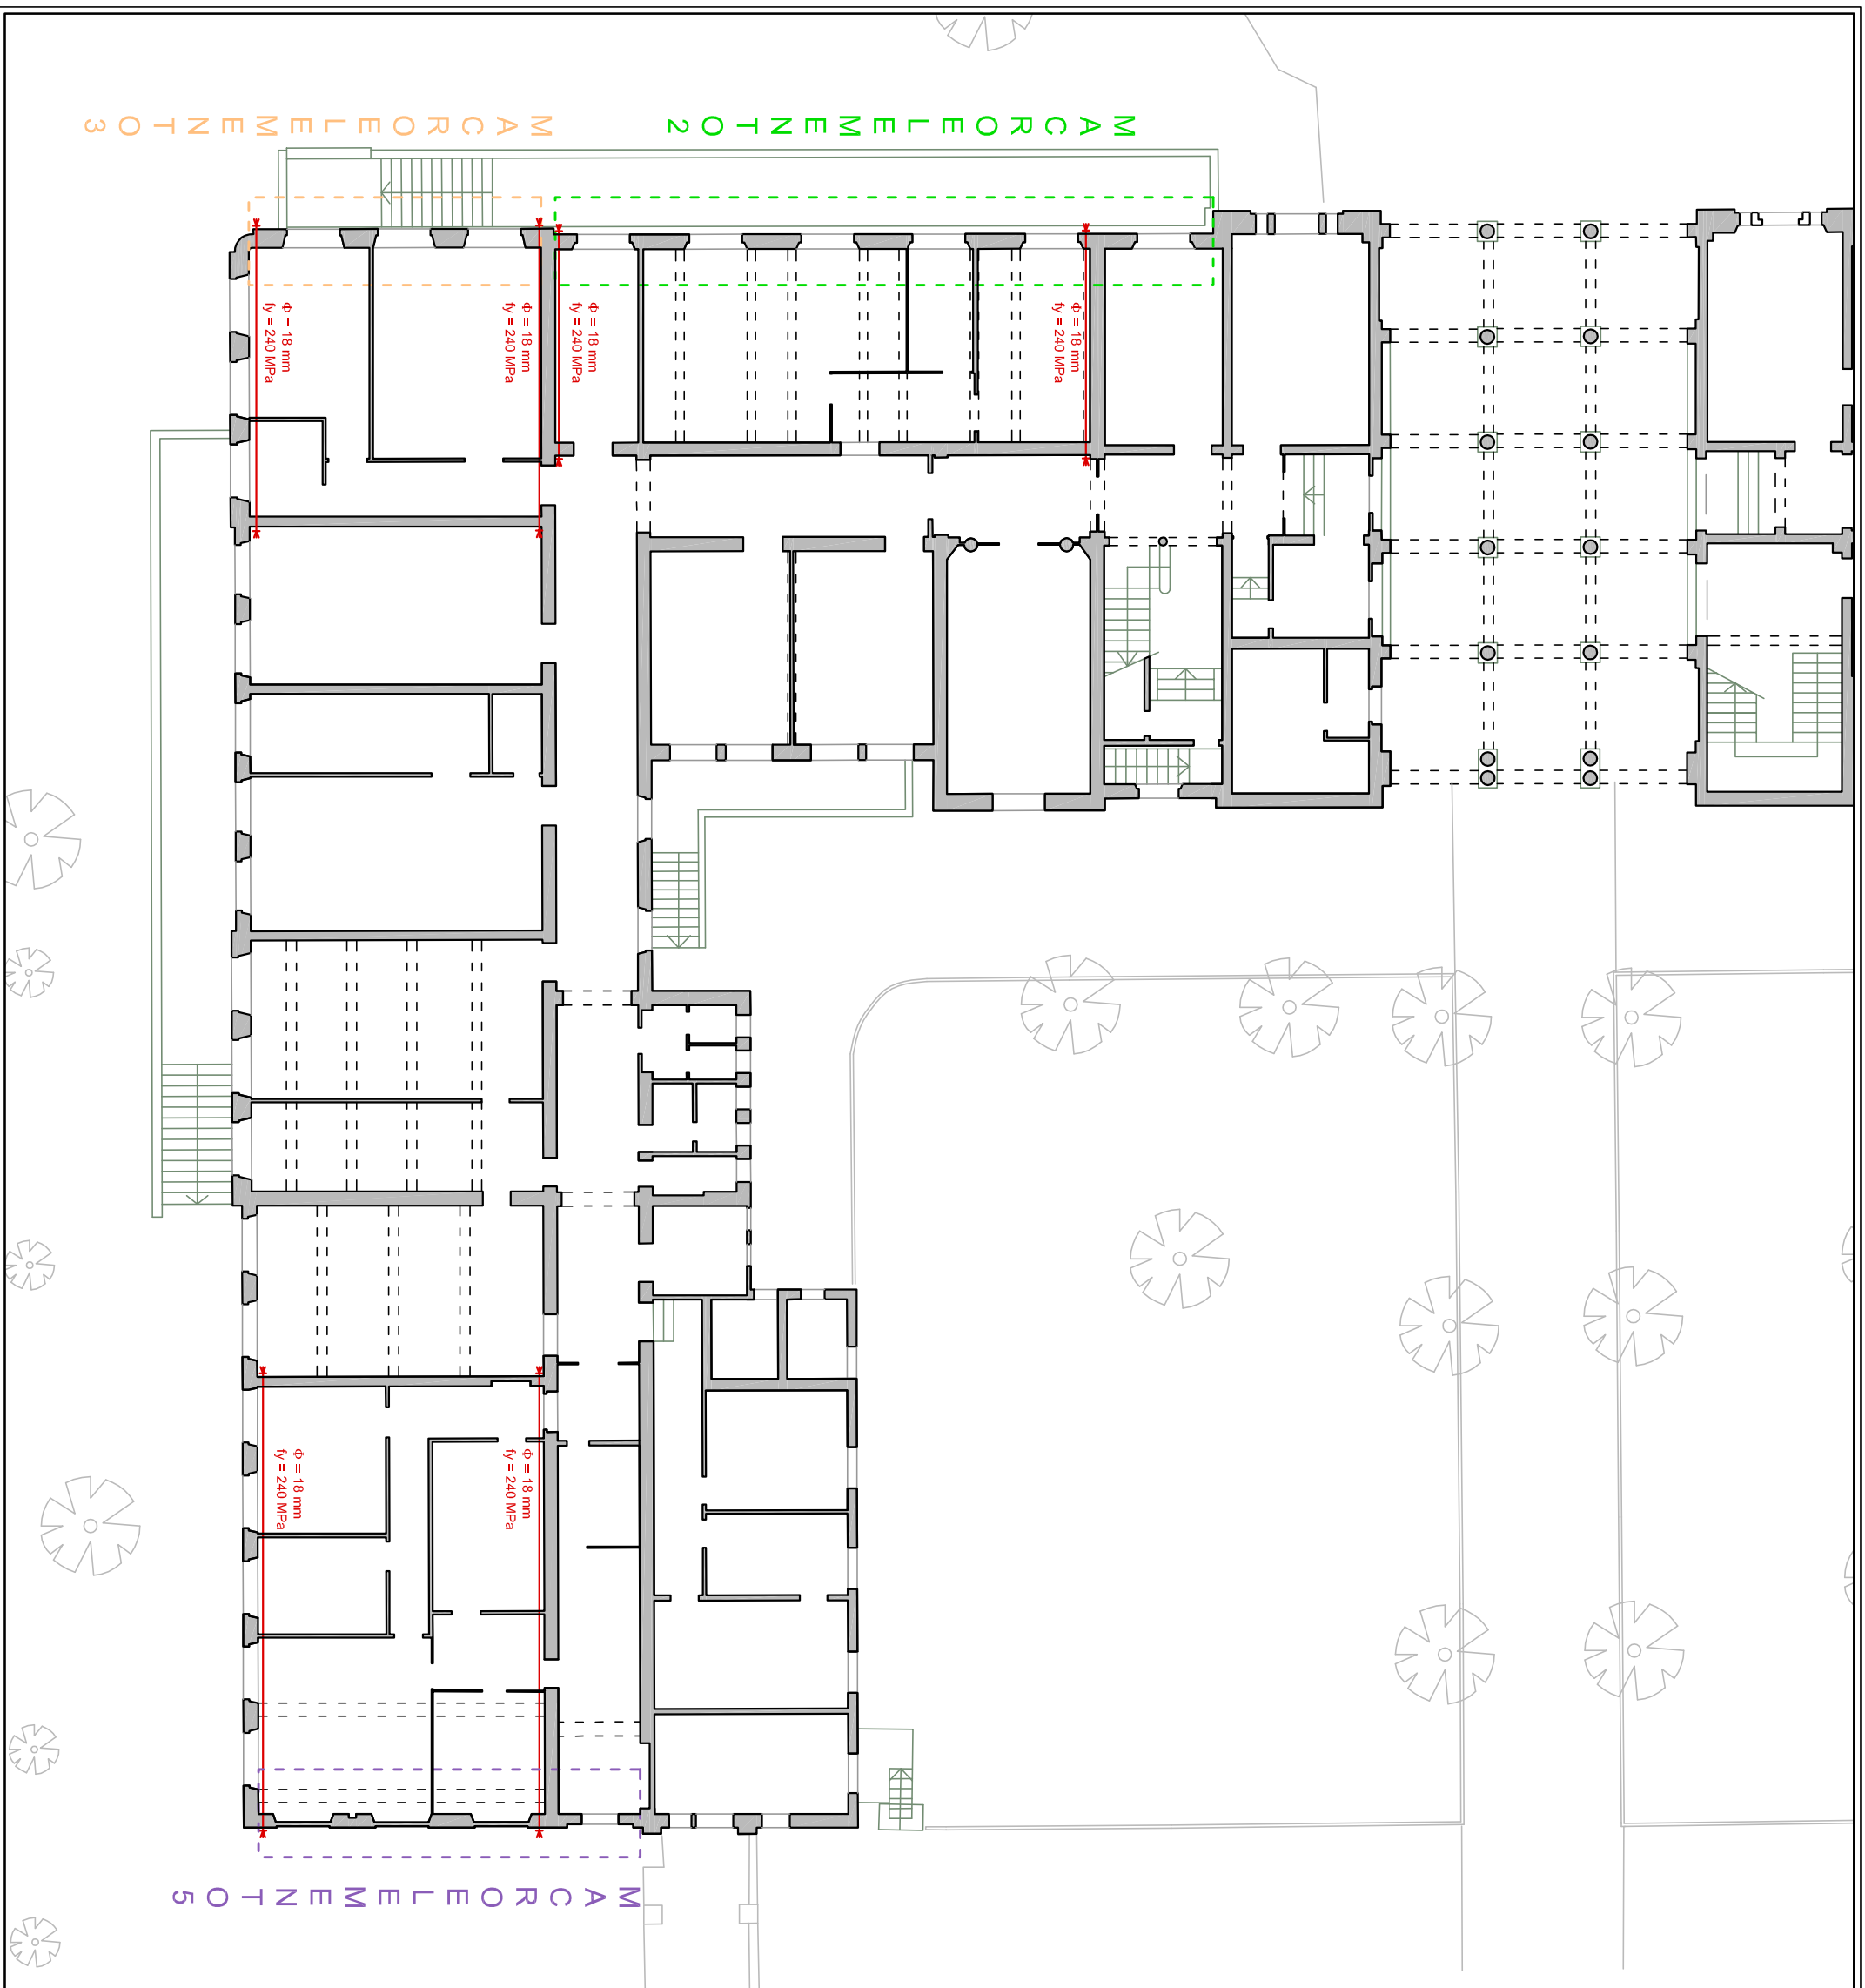 MACROELEMENTO 3
MACROELEMENTO 2
Φ = 18 mm
fy = 240 MPa
Φ = 18 mm
fy = 240 MPa
Φ = 18 mm
fy = 240 MPa
Φ = 18 mm
fy = 240 MPa
Φ = 18 mm
fy = 240 MPa
Φ = 18 mm
fy = 240 MPa
MACROELEMENTO 5